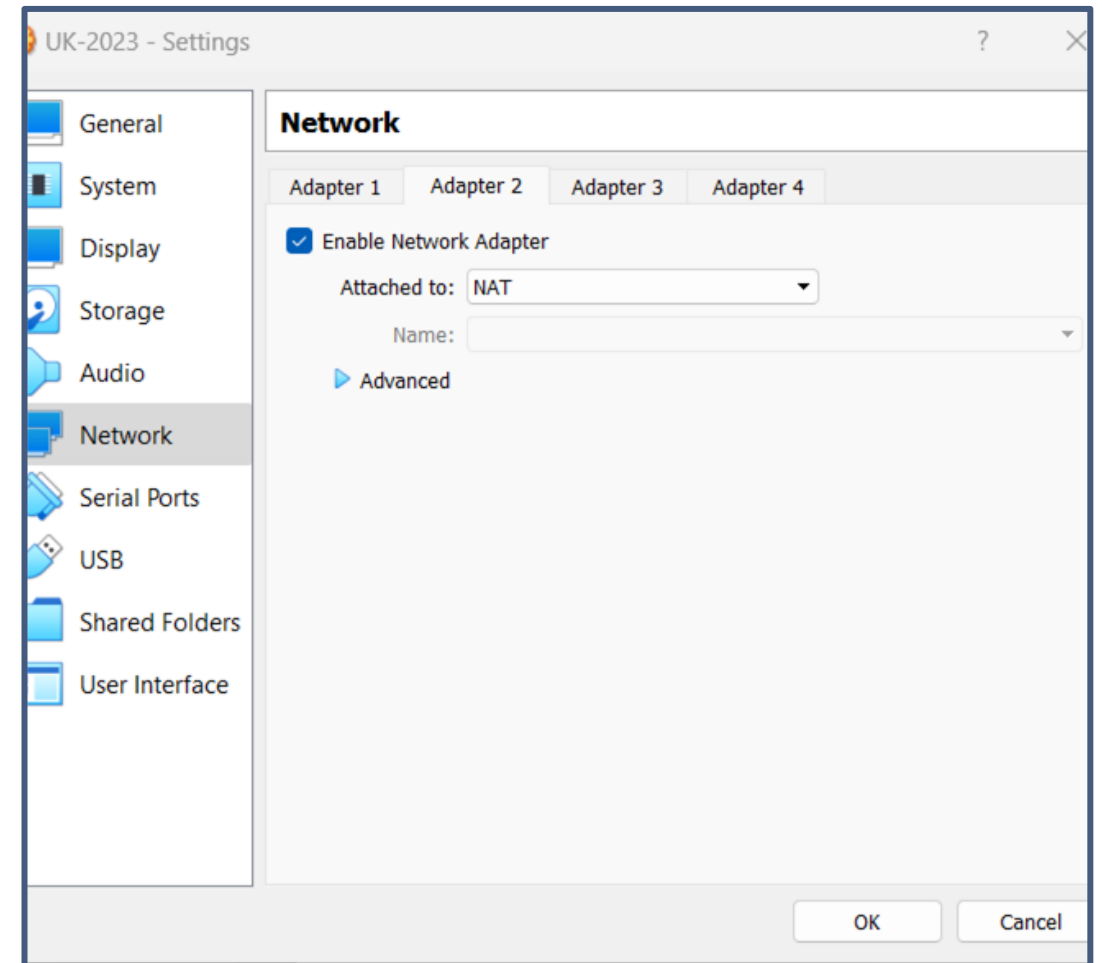 UK-2023 - Settings
?
General
System
Display
Storage
Audio
Network
Serial Ports
USB
Shared Folders
User Interface
Network
Adapter 1 Adapter 2 Adapter 3 Adapter 4
Enable Network Adapter
Attached to: NAT
Name:
Advanced
OK Cancel